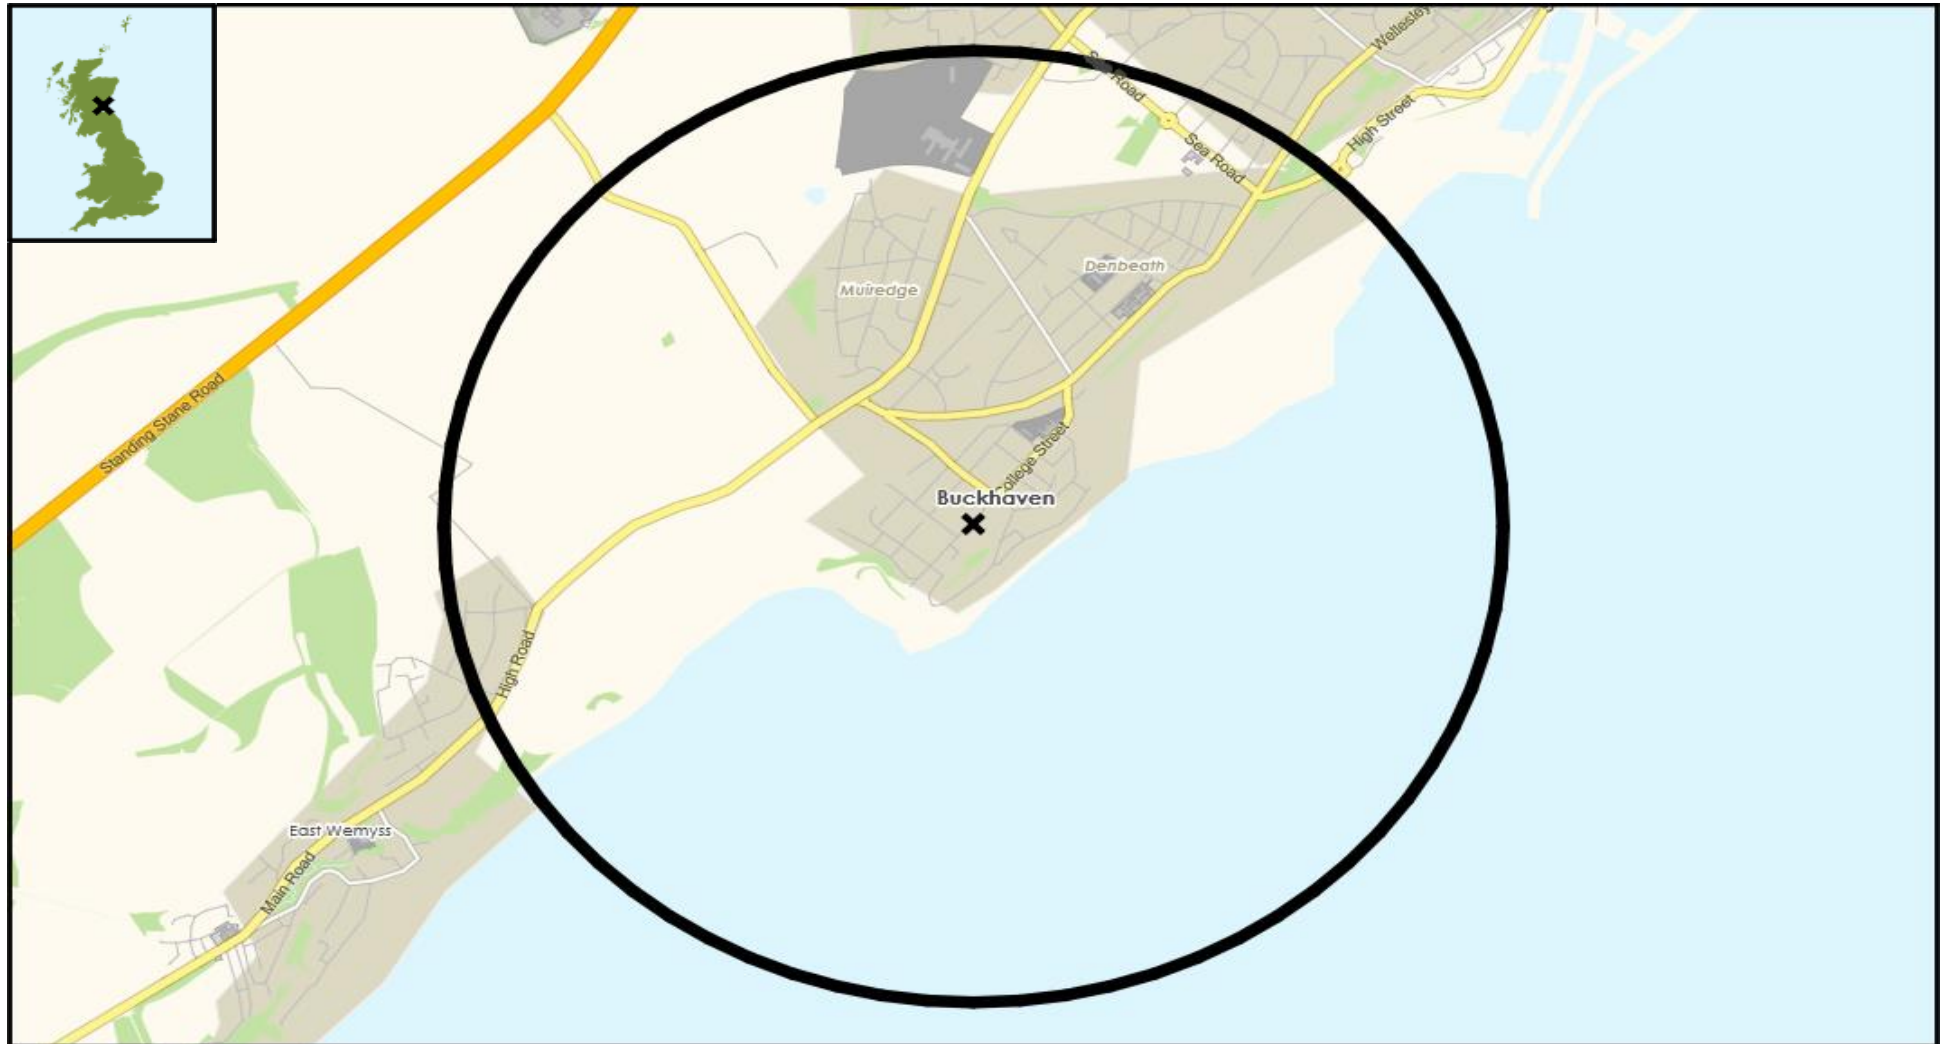 Wellesley
Road
High Street
Sea Road
Denbeath
Muiredge
Standing Stane Road
College Street
Buckhaven
High Road
East Wemyss
Main Road